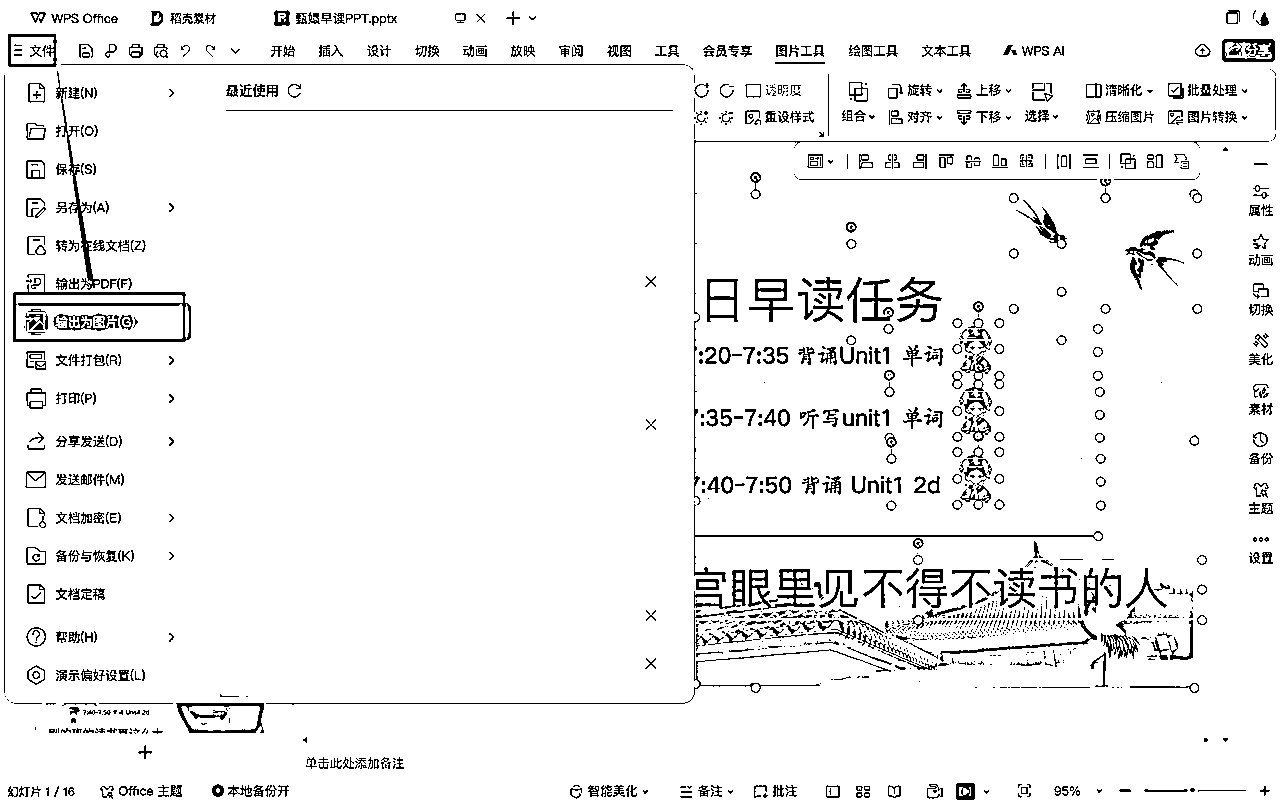 WPS Office 稻壳素材 甄嬛早读PPT.pptx
文件 开始 插入 设计 切换 动画 放映 审阅 视图 工具 会员专享 图片工具 绘图工具 文本工具 WPS AI 分享
新建(N) 最近使用 透明度 旋转 上移 清晰化 批量处理
组合 对齐 下移 选择 压缩图片 图片转换 重设样式
打开(O)
保存(S)
另存为(A) 属性
转为在线文档(Z)
动画
输出为PDF(F)
日早读任务 切换
输出为图片(G)
7:20-7:35 背诵Unit1 单词 美化
文件打包(R)
打印(P) 素材
7:35-7:40 听写unit1 单词
分享发送(D)
备份
发送邮件(M) 7:40-7:50 背诵 Unit1 2d
主题
文档加密(E)
备份与恢复(K) 设置
宫眼里见不得不读书的人
文档定稿
帮助(H)
演示偏好设置(L)
单击此处添加备注
幻灯片 1 / 16 Office 主题 本地备份开 智能美化 备注 批注 95%